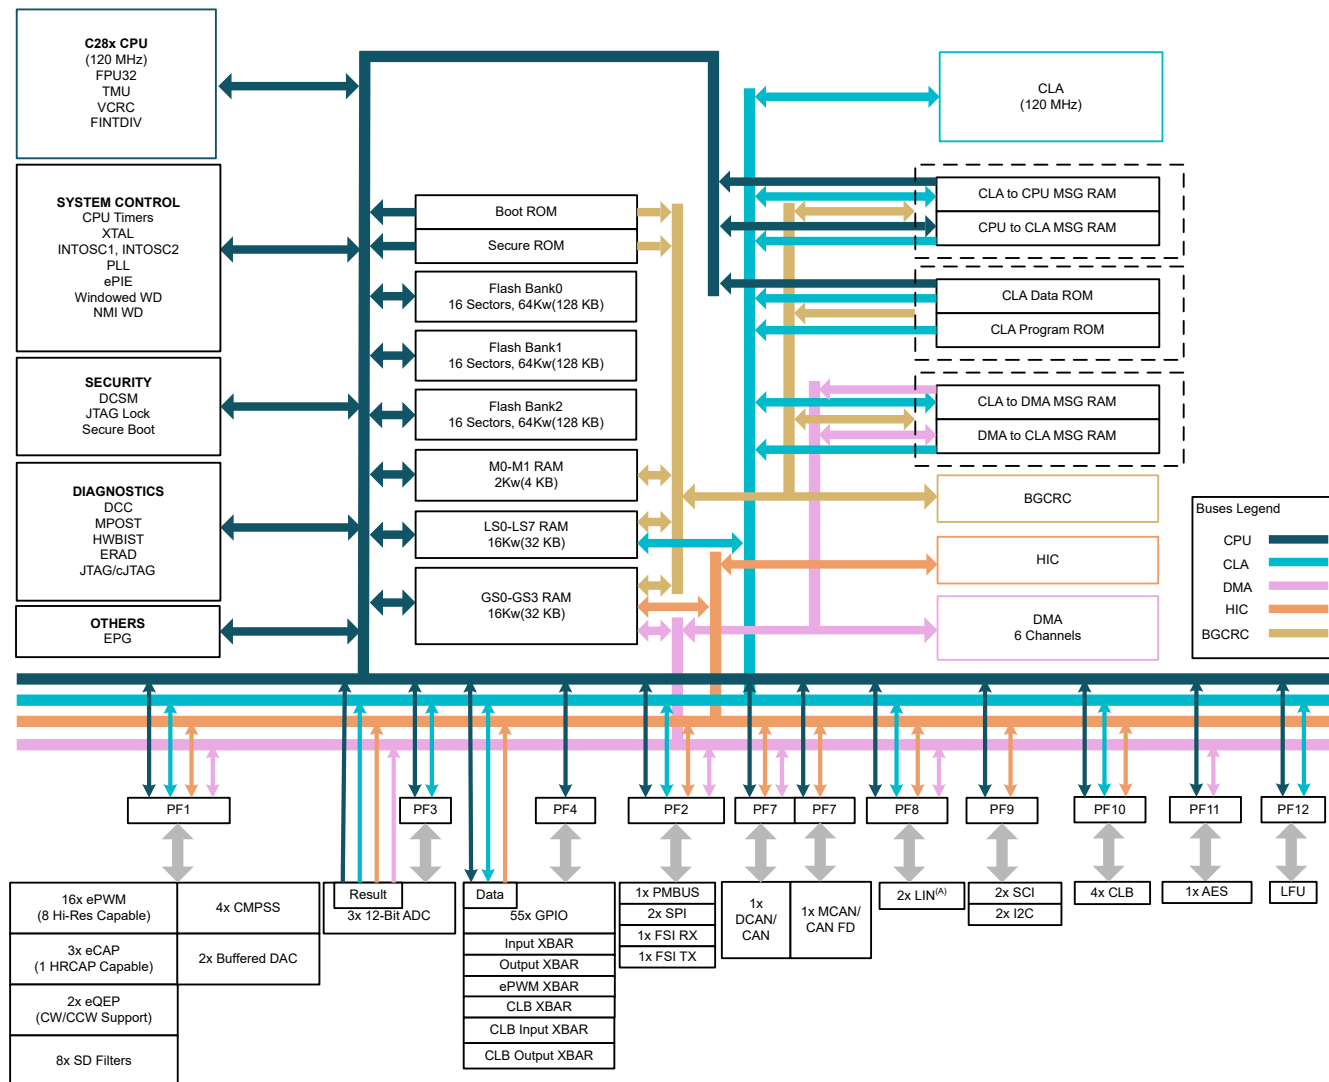 C28x CPU
(120 MHz)
FPU32
TMU
VCRC
FINTDIV
SYSTEM CONTROL
CPU Timers
XTAL
INTOSC1, INTOSC2
PLL
ePIE
Windowed WD
NMI WD
SECURITY
DCSM
JTAG Lock
Secure Boot
DIAGNOSTICS
DCC
MPOST
HWBIST
ERAD
JTAG/cJTAG
OTHERS
EPG
Boot ROM
Secure ROM
Flash Bank0
16 Sectors, 64Kw(128 KB)
Flash Bank1
16 Sectors, 64Kw(128 KB)
Flash Bank2
16 Sectors, 64Kw(128 KB)
M0-M1 RAM
2Kw(4 KB)
LS0-LS7 RAM
16Kw(32 KB)
GS0-GS3 RAM
16Kw(32 KB)
CLA
(120 MHz)
CLA to CPU MSG RAM
CPU to CLA MSG RAM
CLA Data ROM
CLA Program ROM
CLA to DMA MSG RAM
DMA to CLA MSG RAM
BGCRC
HIC
DMA
6 Channels
Buses Legend
CPU
CLA
DMA
HIC
BGCRC
PF1
PF3
PF4
PF2
PF7
PF7
PF8
PF9
PF10
PF11
PF12
16x ePWM
(8 Hi-Res Capable)
3x eCAP
(1 HRCAP Capable)
2x eQEP
(CW/CCW Support)
8x SD Filters
4x CMPSS
2x Buffered DAC
Result
3x 12-Bit ADC
Data
55x GPIO
Input XBAR
Output XBAR
ePWM XBAR
CLB XBAR
CLB Input XBAR
CLB Output XBAR
1x PMBUS
2x SPI
1x FSI RX
1x FSI TX
1x
DCAN/
CAN
1x MCAN/
CAN FD
2x LIN(A)
2x SCI
2x I2C
4x CLB
1x AES
LFU